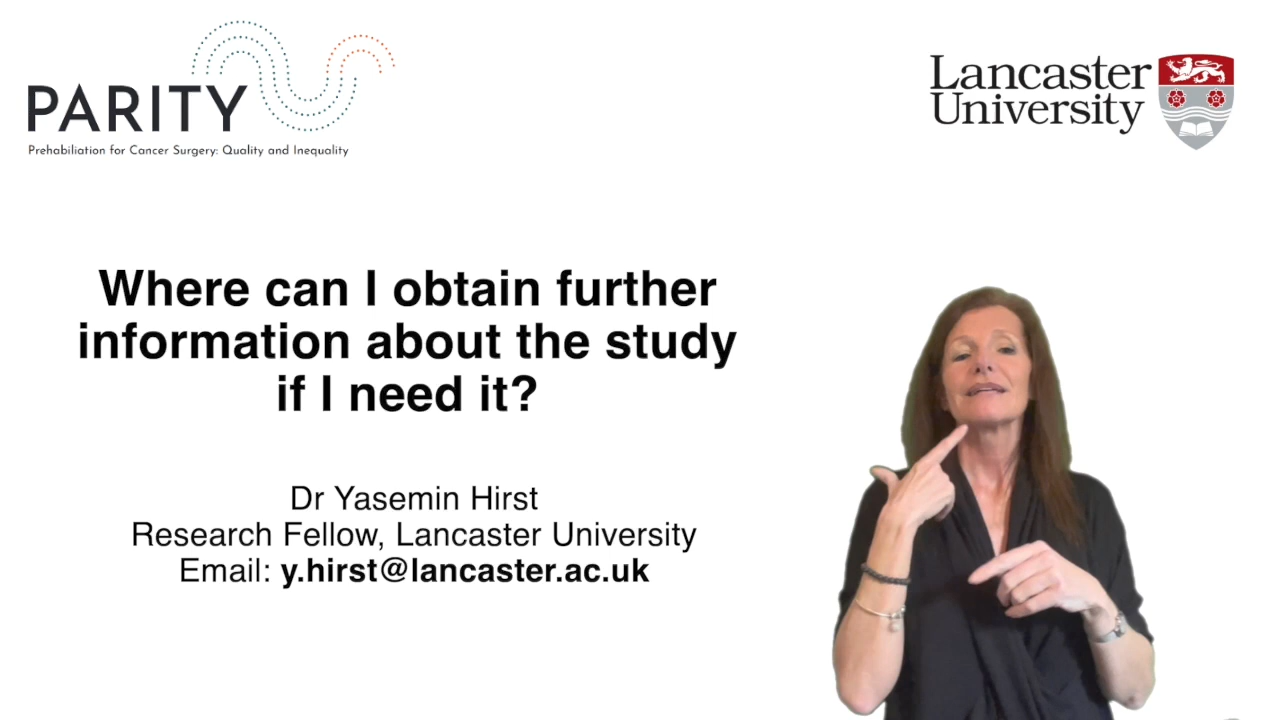 PARITY
Prehabiliation for Cancer Surgery: Quality and Inequality
Lancaster
University
Where can I obtain further
information about the study
if I need it?
Dr Yasemin Hirst
Research Fellow, Lancaster University
Email: y.hirst@lancaster.ac.uk